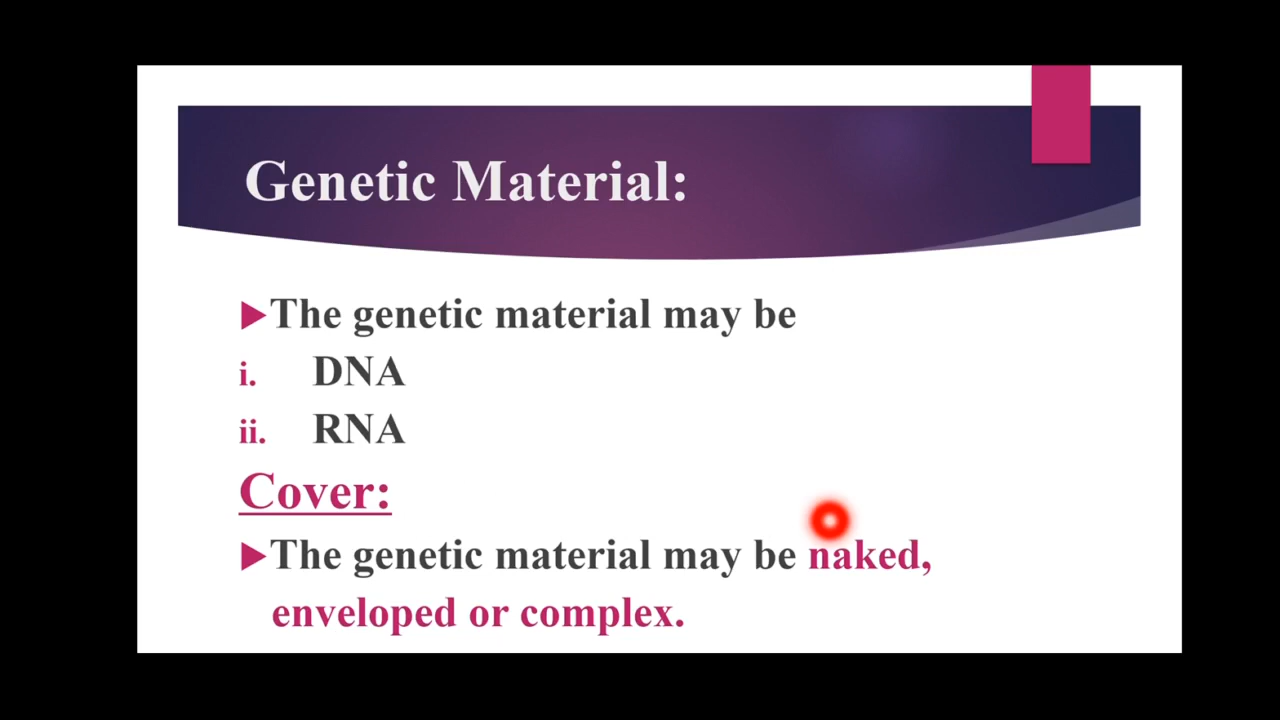 Genetic Material:
The genetic material may be
i. DNA
ii. RNA
Cover:
The genetic material may be naked,
enveloped or complex.